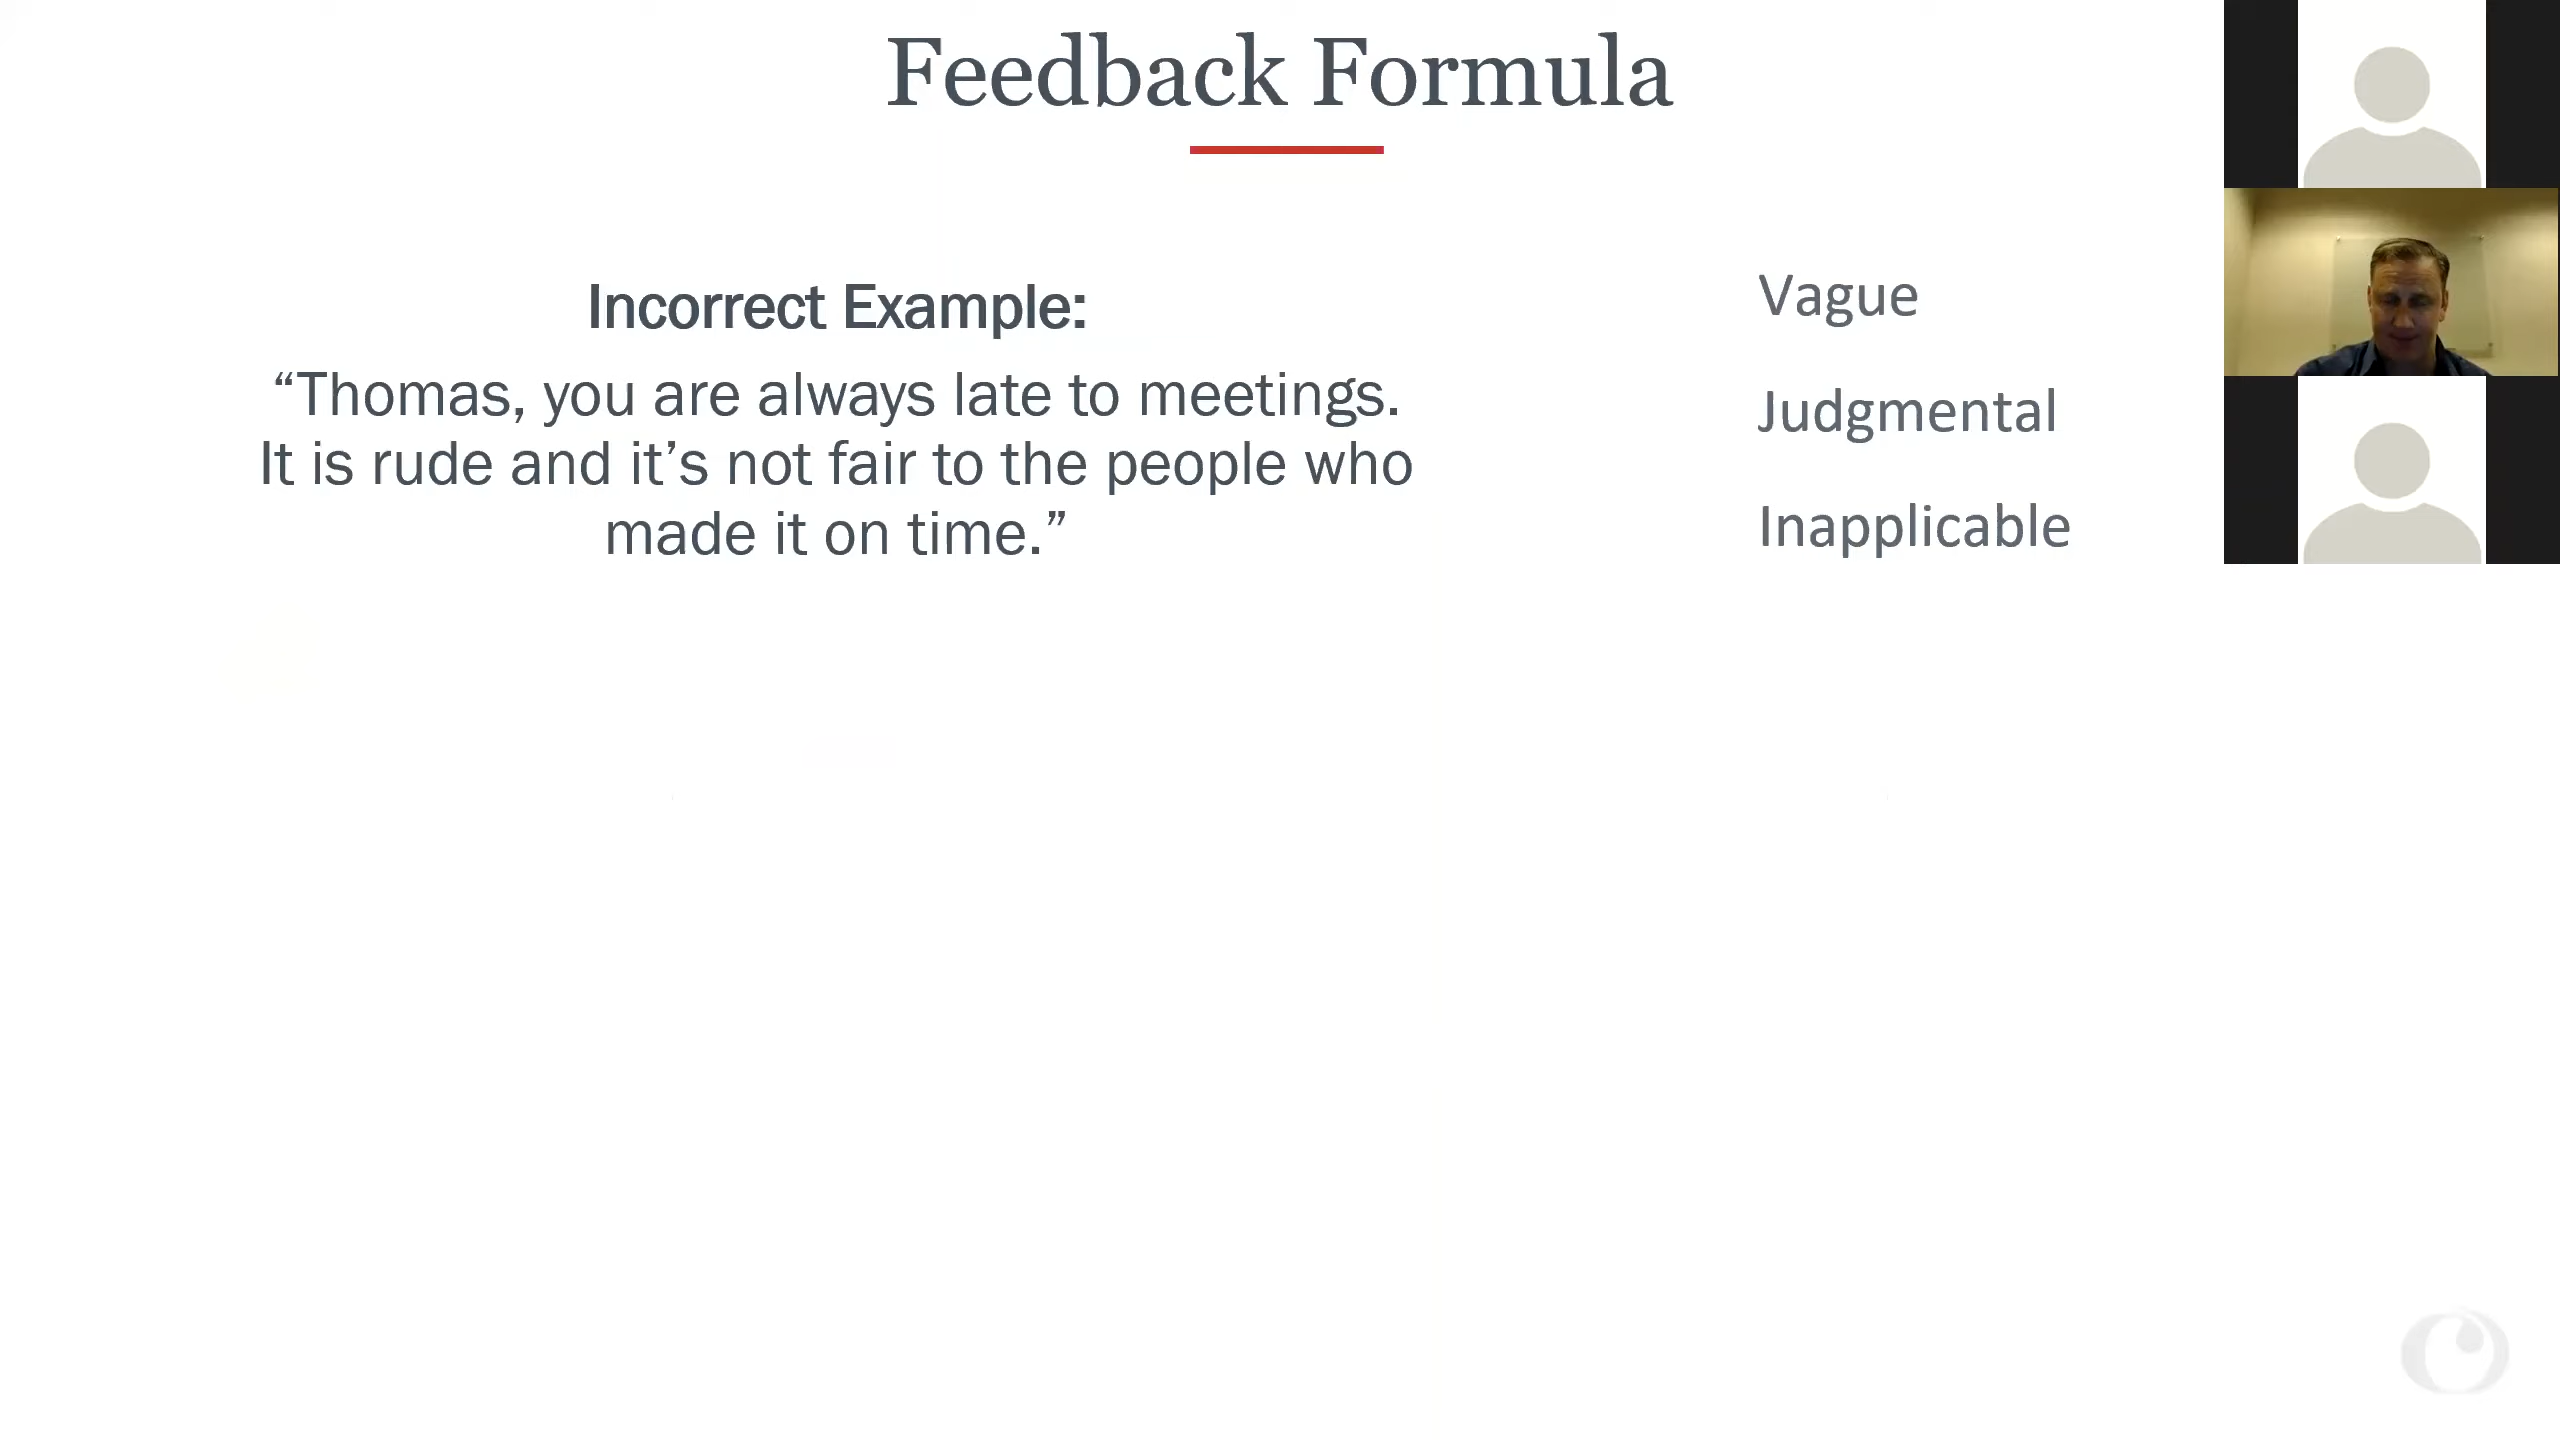 Feedback Formula
Incorrect Example:
“Thomas, you are always late to meetings.
It is rude and it’s not fair to the people who
made it on time.”
Vague
Judgmental
Inapplicable